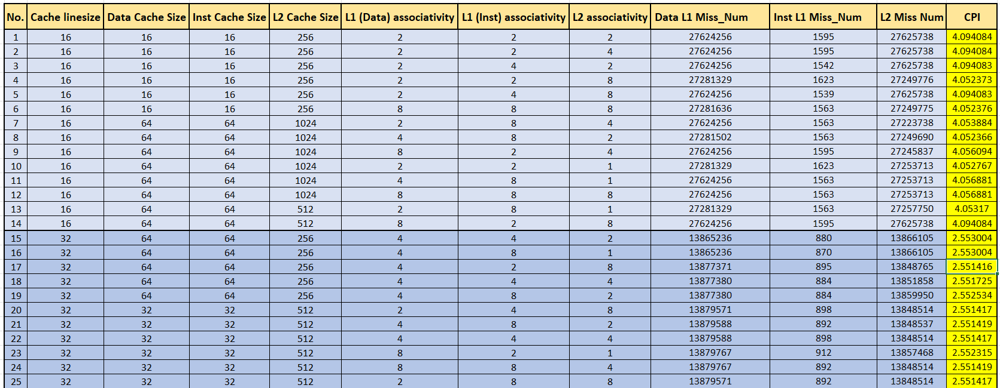 No. Cache linesize Data Cache Size Inst Cache Size L2 Cache Size L1 (Data) associativity L1 (Inst) associativity L2 associativity Data L1 Miss_Num Inst L1 Miss_Num L2 Miss Num CPI
1 16 16 16 256 2 2 2 27624256 1595 27625738 4.094084
2 16 16 16 256 2 2 4 27624256 1595 27625738 4.094084
3 16 16 16 256 2 4 2 27624256 1542 27625738 4.094083
4 16 16 16 256 2 2 8 27281329 1623 27249776 4.052373
5 16 16 16 256 2 4 8 27624256 1539 27625738 4.094083
6 16 16 16 256 8 8 8 27281636 1563 27249775 4.052376
7 16 64 64 1024 2 8 4 27624256 1563 27223738 4.053884
8 16 64 64 1024 4 8 2 27281502 1563 27249690 4.052366
9 16 64 64 1024 8 2 4 27624256 1595 27245837 4.056094
10 16 64 64 1024 2 2 1 27281329 1623 27253713 4.052767
11 16 64 64 1024 4 8 1 27624256 1563 27253713 4.056881
12 16 64 64 1024 8 8 8 27624256 1563 27253713 4.056881
13 16 64 64 512 2 8 1 27281329 1563 27257750 4.05317
14 16 64 64 512 8 2 8 27624256 1595 27625738 4.094084
15 32 64 64 256 4 4 2 13865236 880 13866105 2.553004
16 32 64 64 256 4 8 1 13865236 870 13866105 2.553004
17 32 64 64 256 4 2 8 13877371 895 13848765 2.551416
18 32 64 64 256 4 4 4 13877380 884 13851858 2.551725
19 32 64 64 256 4 8 2 13877380 884 13859950 2.552534
20 32 32 32 512 2 4 8 13879571 898 13848514 2.551417
21 32 32 32 512 4 8 2 13879588 892 13848537 2.551419
22 32 32 32 512 4 4 4 13879588 898 13848514 2.551417
23 32 32 32 512 8 2 1 13879767 912 13857468 2.552315
24 32 32 32 512 8 8 4 13879767 892 13848514 2.551419
25 32 32 32 512 2 8 8 13879571 892 13848514 2.551417